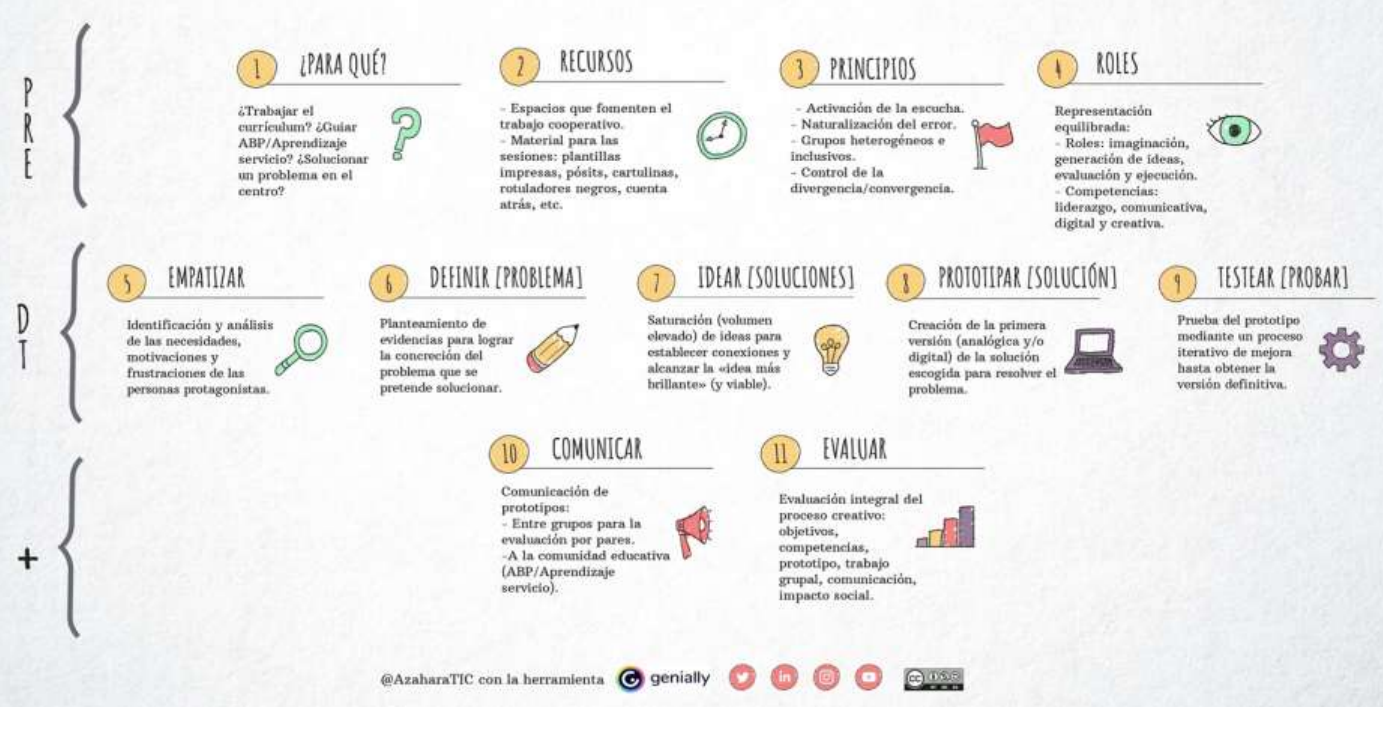 PRE
1 ¿PARA QUÉ?
¿Trabajar el
currículum? ¿Guiar
ABP/Aprendizaje
servicio? ¿Solucionar
un problema en el
centro?
2 RECURSOS
- Espacios que fomenten el
trabajo cooperativo.
- Material para las
sesiones: plantillas
impresas, pósits, cartulinas,
rotuladores negros, cuenta
atrás, etc.
3 PRINCIPIOS
- Activación de la escucha.
- Naturalización del error.
- Grupos heterogéneos e
inclusivos.
- Control de la
divergencia/convergencia.
4 ROLES
Representación
equilibrada:
- Roles: imaginación,
generación de ideas,
evaluación y ejecución.
- Competencias:
liderazgo, comunicativa,
digital y creativa.
DT
5 EMPATIZAR
Identificación y análisis
de las necesidades,
motivaciones y
frustraciones de las
personas protagonistas.
6 DEFINIR [PROBLEMA]
Planteamiento de
evidencias para lograr
la concreción del
problema que se
pretende solucionar.
7 IDEAR [SOLUCIONES]
Saturación (volumen
elevado) de ideas para
establecer conexiones y
alcanzar la «idea más
brillante» (y viable).
8 PROTOTIPAR [SOLUCIÓN]
Creación de la primera
versión (analógica y/o
digital) de la solución
escogida para resolver el
problema.
9 TESTEAR [PROBAR]
Prueba del prototipo
mediante un proceso
iterativo de mejora
hasta obtener la
versión definitiva.
+
10 COMUNICAR
Comunicación de
prototipos:
- Entre grupos para la
evaluación por pares.
-A la comunidad educativa
(ABP/Aprendizaje
servicio).
11 EVALUAR
Evaluación integral del
proceso creativo:
objetivos,
competencias,
prototipo, trabajo
grupal, comunicación,
impacto social.
@AzaharaTIC con la herramienta genially in cc